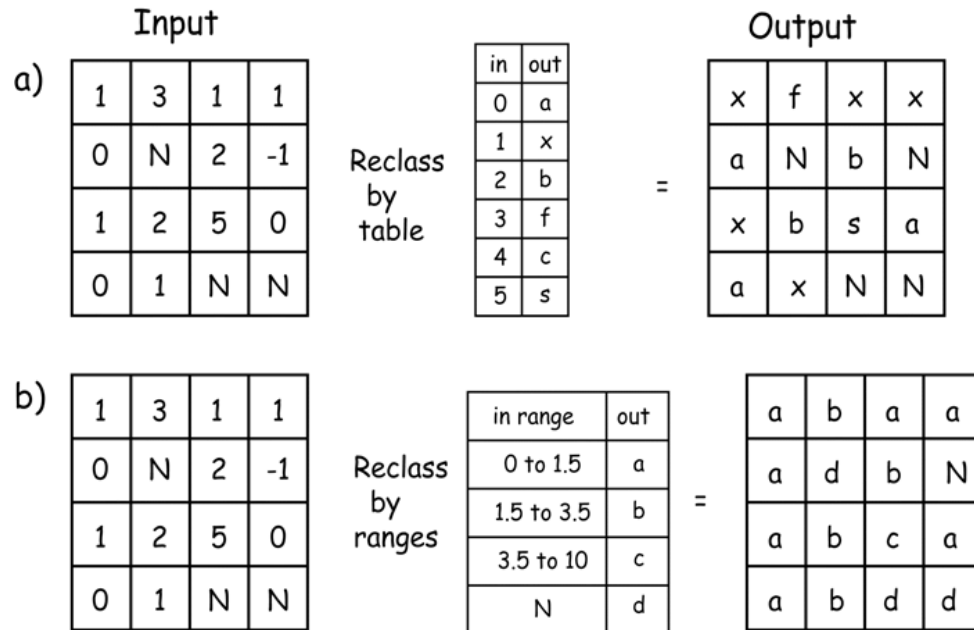 Input
Output
a)
1 3 1 1
0 N 2 -1
1 2 5 0
0 1 N N
Reclass
by
table
in out
0 a
1 x
2 b
3 f
4 c
5 s
=
x f x x
a N b N
x b s a
a x N N
b)
1 3 1 1
0 N 2 -1
1 2 5 0
0 1 N N
Reclass
by
ranges
in range out
0 to 1.5 a
1.5 to 3.5 b
3.5 to 10 c
N d
=
a b a a
a d b N
a b c a
a b d d